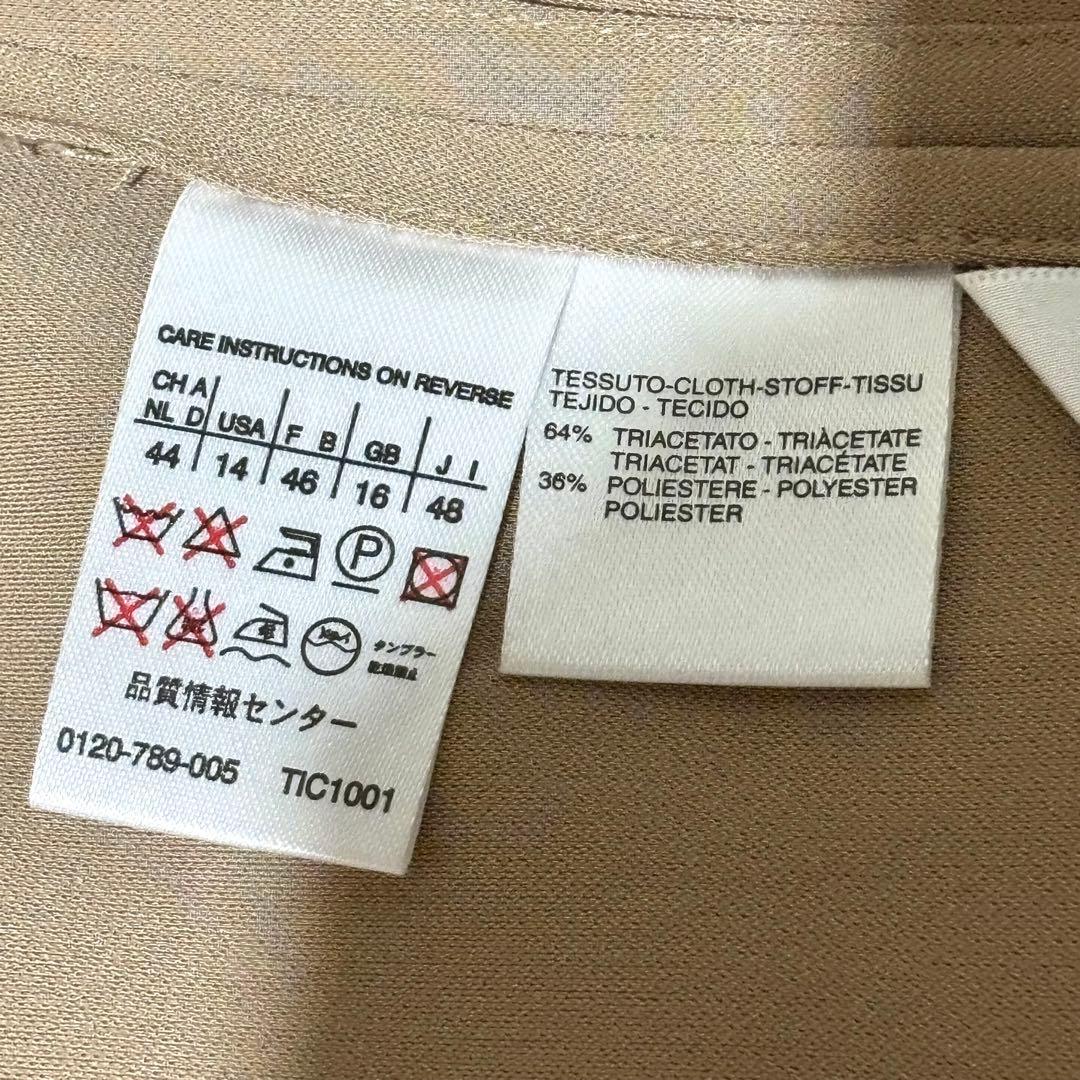 CARE INSTRUCTIONS ON REVERSE
CH A
NL D USA F B GB J I
44 14 46 16 48
P
タンブラー
乾燥禁止
品質情報センター
0120-789-005 TIC1001
TESSUTO-CLOTH-STOFF-TISSU
TEJIDO - TECIDO
64% TRIACETATO - TRIÀCETATE
TRIACETAT - TRIACÉTATE
36% POLIESTERE - POLYESTER
POLIESTER